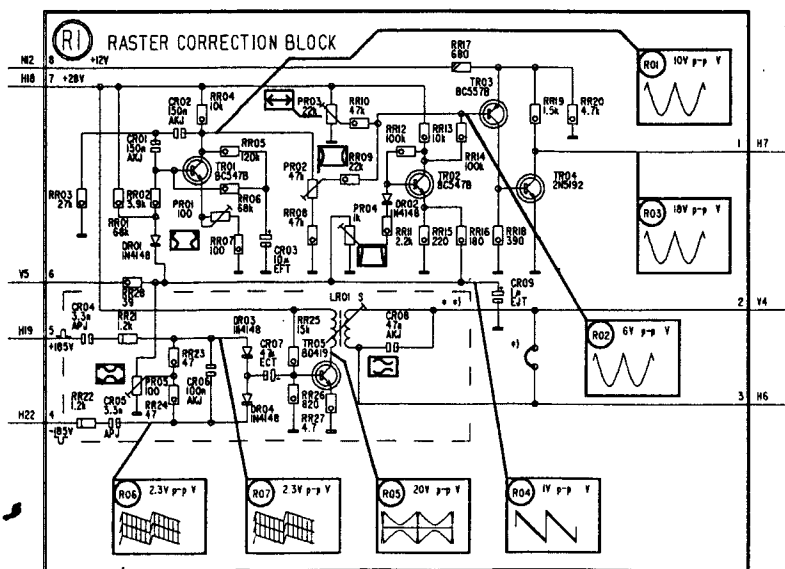 R1 RASTER CORRECTION BLOCK
H12 8 +12V
H18 7 +28V
RR17
680
TR03
BC557B
R01 10V p-p V
CR02
150n
AKJ
RR04
10k
PR03
22k
RR10
47k
RR19
1.5k
RR20
4.7k
CR01
150n
AKJ
RR05
120k
RR12
100k
RR13
10k
RR14
100k
1 H7
TR01
BC547B
PR02
47k
RR09
22k
TR02
BC547B
TR04
2N5192
RR03
27k
RR01
68k
RR02
3.9k
PR01
100
RR06
68k
DR02
1N4148
R03 18V p-p V
DR01
1N4148
RR07
100
CR03
10u
EFT
RR08
47k
PR04
1k
RR11
2.2k
RR15
220
RR16
180
RR18
390
V5 6
RR28
39
CR09
1u
EJT
LR01 S
* *)
2 V4
CR04
3.3n
APJ
RR21
1.2k
DR03
1N4148
RR25
15k
CR08
47n
AKJ
H19 5
+185V
RR23
47
CR07
47u
ECT
TR05
BD419
*)
R02 6V p-p V
PR05
100
CR06
100n
AKJ
RR22
1.2k
CR05
3.3n
APJ
RR24
47
DR04
1N4148
RR26
820
RR27
4.7
3 H6
H22 4
-185V
R06 2.3V p-p V
R07 2.3V p-p V
R05 20V p-p V
R04 1V p-p V